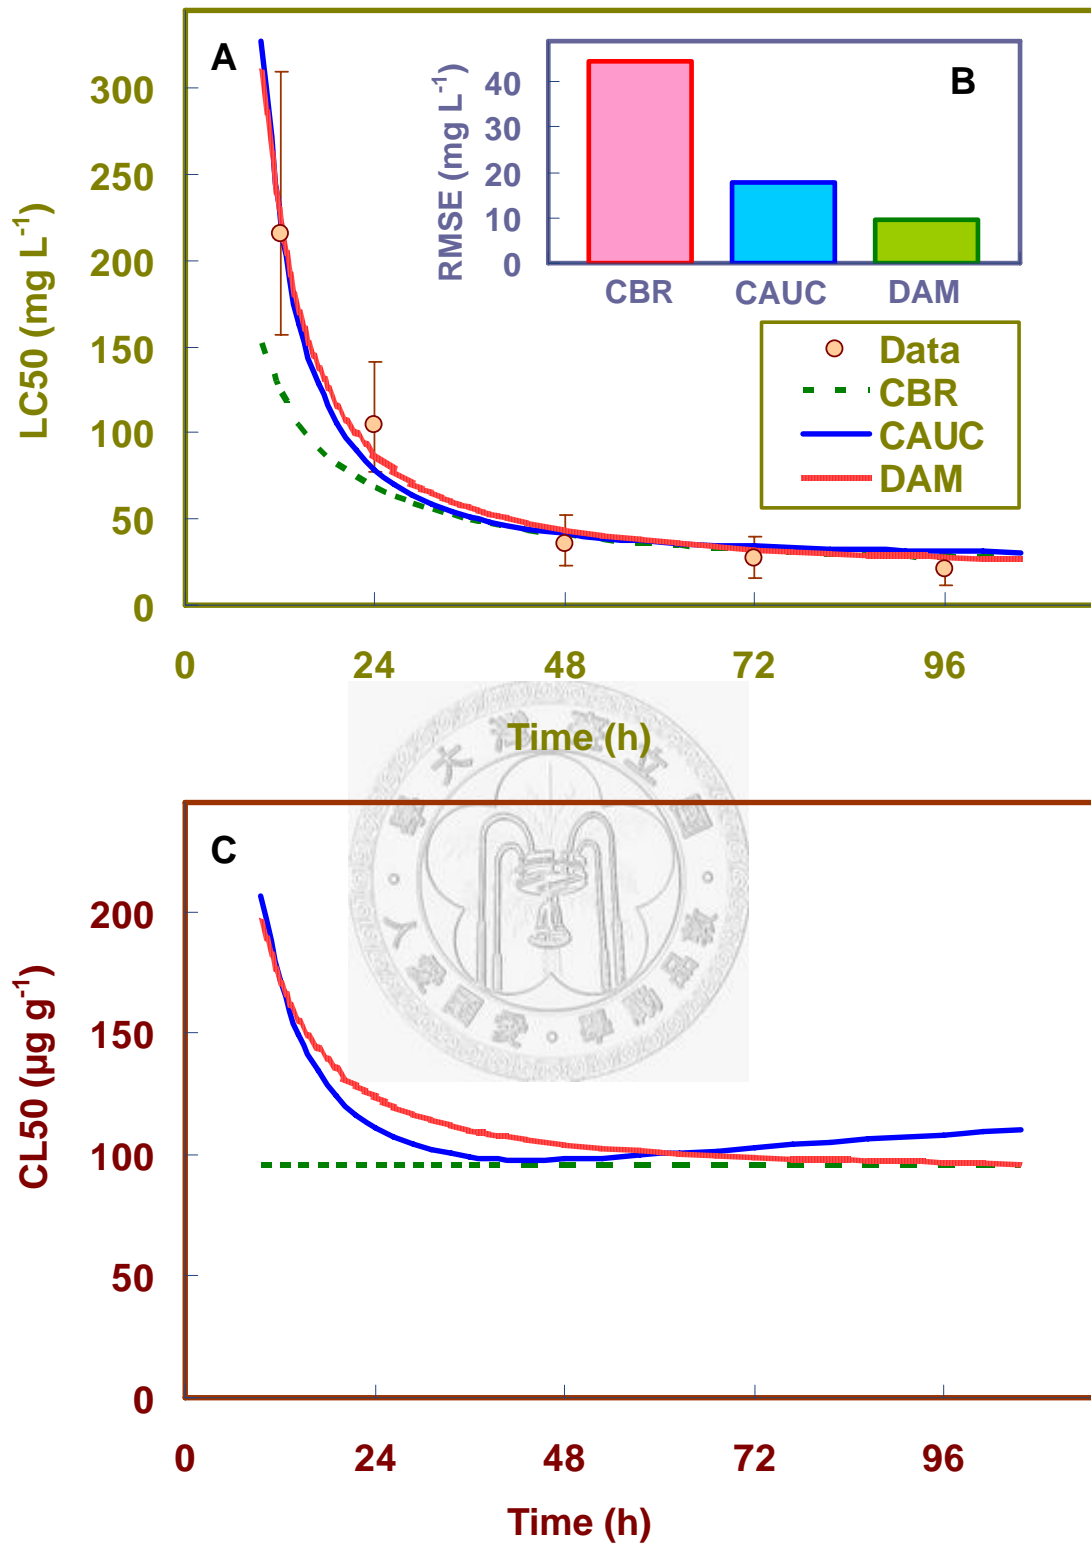 A
B
LC50 (mg L-1)
300
250
200
150
100
50
0
RMSE (mg L-1)
40
30
20
10
0
CBR CAUC DAM
Data
CBR
CAUC
DAM
0 24 48 72 96
Time (h)
C
CL50 (μg g-1)
200
150
100
50
0
0 24 48 72 96
Time (h)